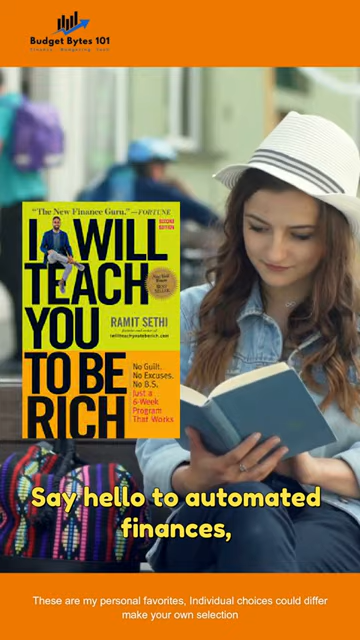 Budget Bytes 101
"The New Finance Guru." —FORTUNE
SECOND
EDITION
I WILL
TEACH
YOU
TO BE
RICH
RAMIT SETHI
No Guilt.
No Excuses.
No B.S.
Just a
6-Week
Program
That Works
Say hello to automated
finances,
These are my personal favorites, Individual choices could differ
make your own selection